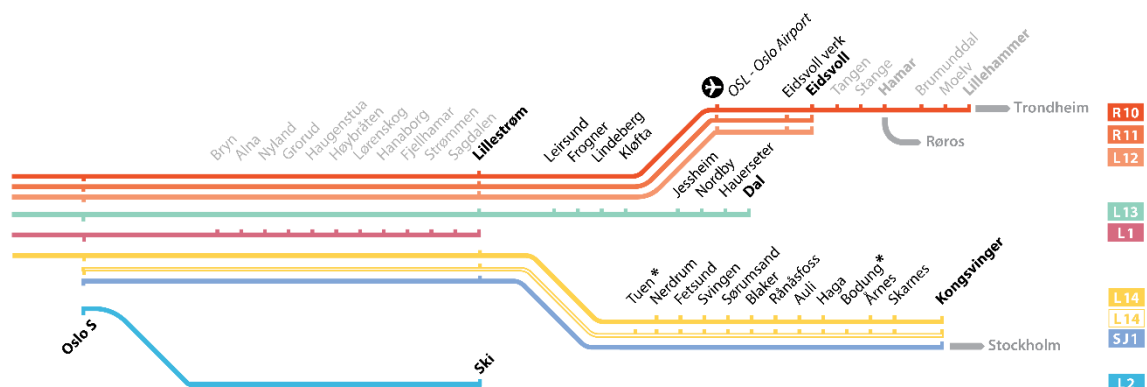 Bryn
Alna
Nyland
Grorud
Haugenstua
Høybråten
Lørenskog
Hanaborg
Fjellhamar
Strømmen
Sagdalen
Lillestrøm
Leirsund
Frogner
Lindeberg
Kløfta
OSL - Oslo Airport
Eidsvoll verk
Eidsvoll
Tangen
Stange
Hamar
Brumunddal
Moelv
Lillehammer
Trondheim
Røros
Jessheim
Nordby
Hauerseter
Dal
R10
R11
L12
L13
L1
Tuen *
Nerdrum
Fetsund
Svingen
Sørumsand
Blaker
Rånåsfoss
Auli
Haga
Bodung *
Årnes
Skarnes
Kongsvinger
Stockholm
L14
L14
SJ1
L2
Oslo S
Ski